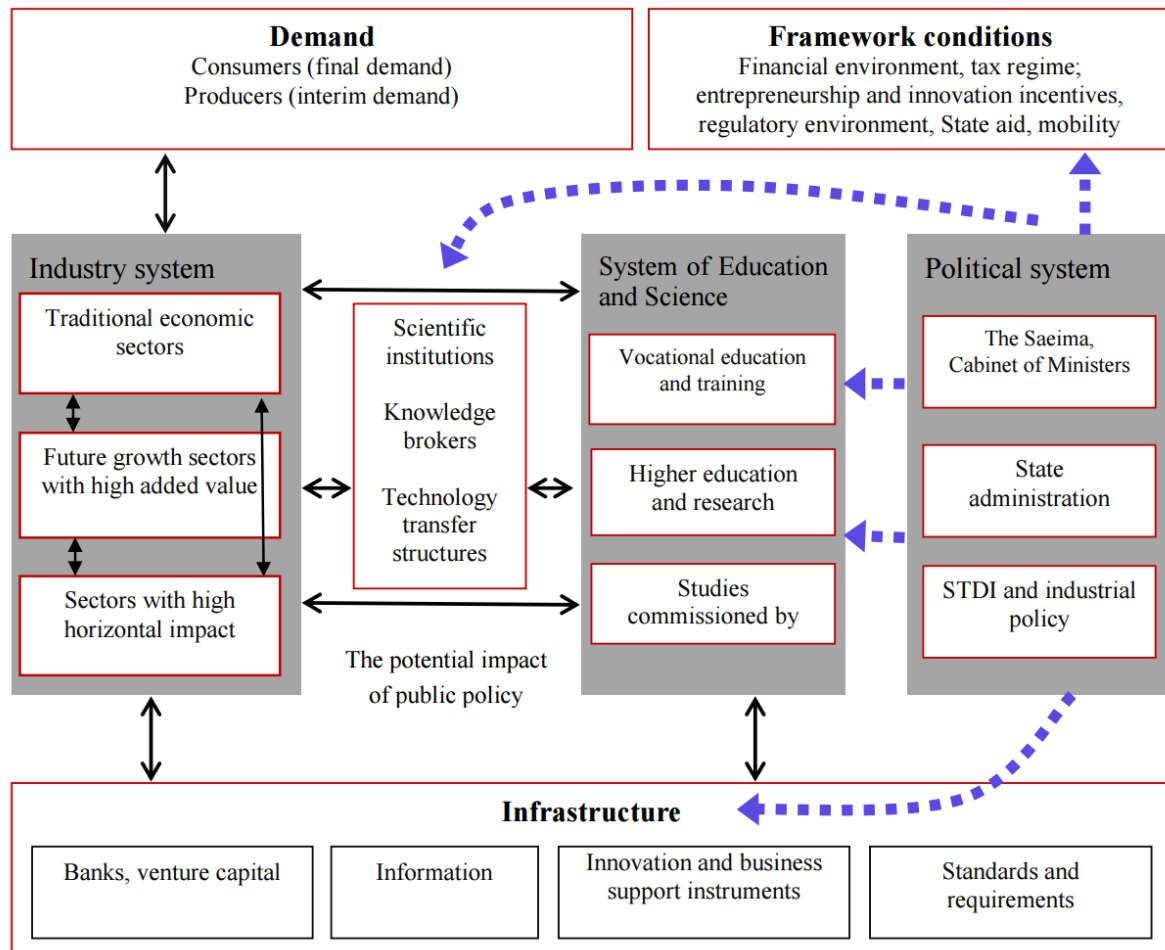 Demand
Consumers (final demand)
Producers (interim demand)
Framework conditions
Financial environment, tax regime;
entrepreneurship and innovation incentives,
regulatory environment, State aid, mobility
Industry system
Traditional economic
sectors
Future growth sectors
with high added value
Sectors with high
horizontal impact
Scientific
institutions
Knowledge
brokers
Technology
transfer
structures
The potential impact
of public policy
System of Education
and Science
Vocational education
and training
Higher education
and research
Studies
commissioned by
Political system
The Saeima,
Cabinet of Ministers
State
administration
STDI and industrial
policy
Infrastructure
Banks, venture capital
Information
Innovation and business
support instruments
Standards and
requirements